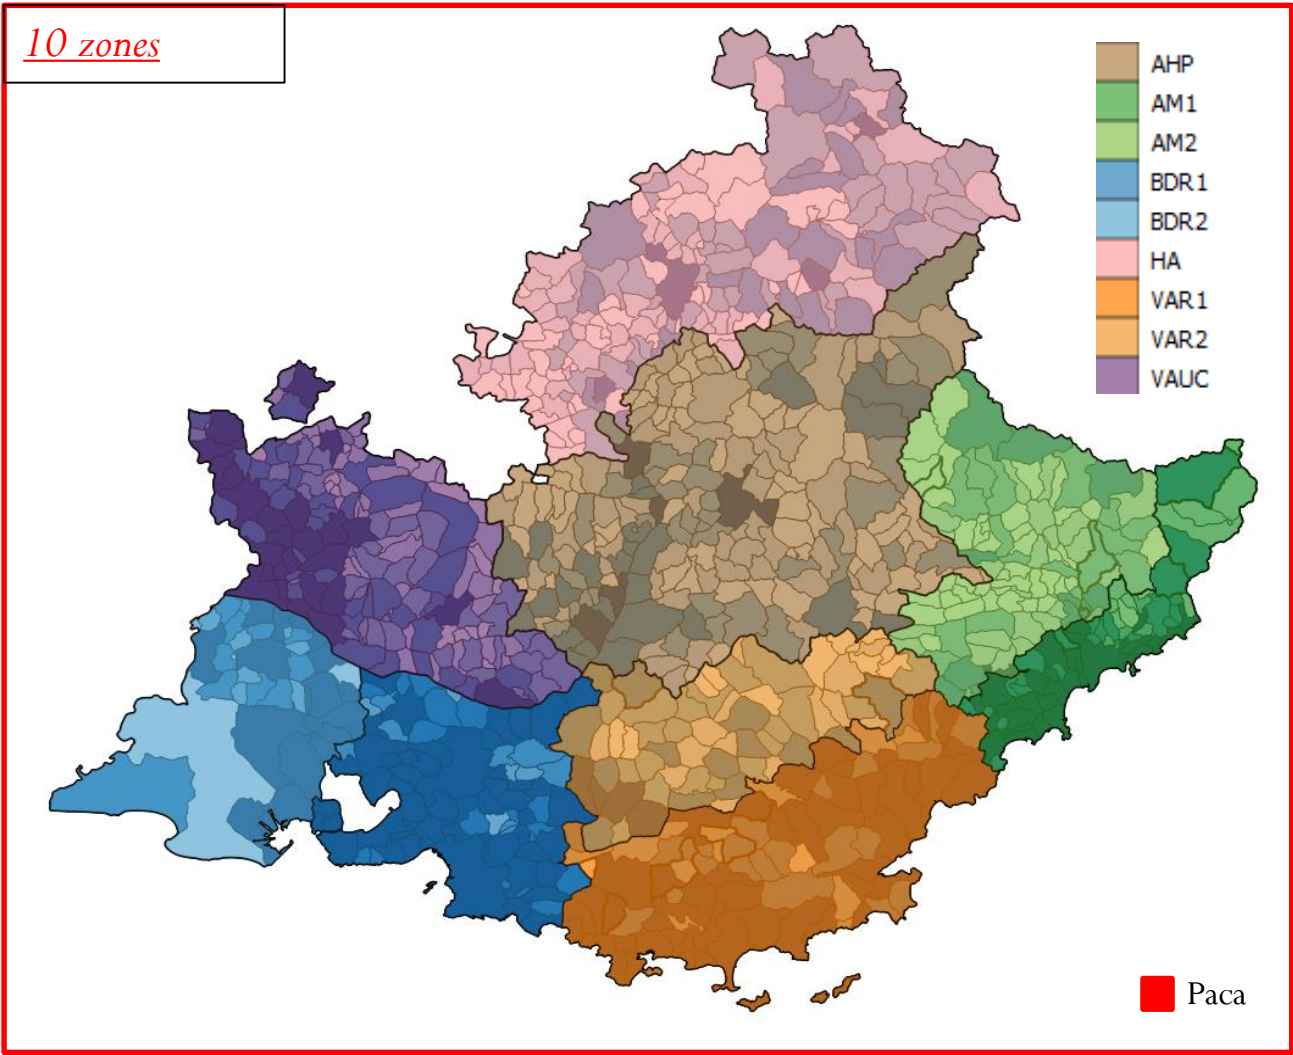 10 zones
AHP
AM1
AM2
BDR1
BDR2
HA
VAR1
VAR2
VAUC
Paca